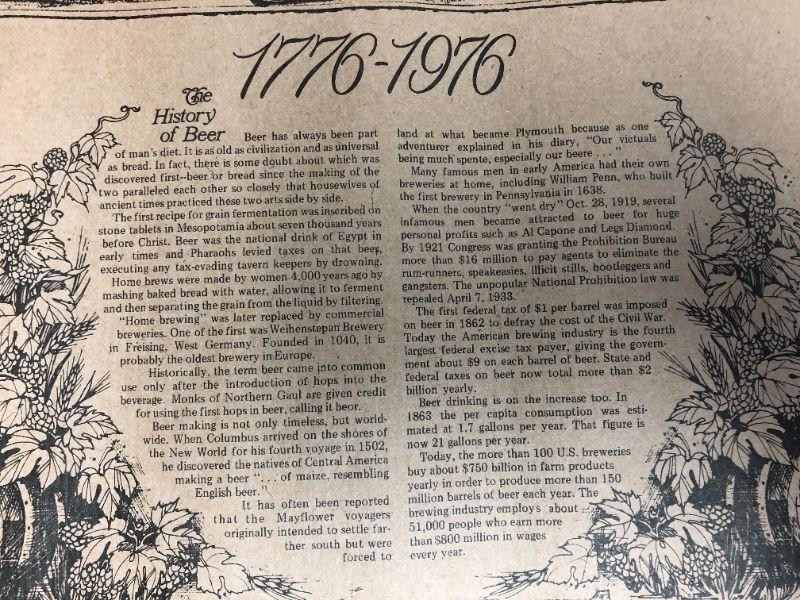 1776-1976
The
History
of Beer
Beer has always been part
of man's diet. It is as old as civilization and as universal
as bread. In fact, there is some doubt about which was
discovered first--beer or bread since the making of the
two paralleled each other so closely that housewives of
ancient times practiced these two arts side by side.
The first recipe for grain fermentation was inscribed on
stone tablets in Mesopotamia about seven thousand years
before Christ. Beer was the national drink of Egypt in
early times and Pharaohs levied taxes on that beer,
executing any tax-evading tavern keepers by drowning.
Home brews were made by women 4,000 years ago by
mashing baked bread with water, allowing it to ferment
and then separating the grain from the liquid by filtering.
"Home brewing" was later replaced by commercial
breweries. One of the first was Weihenstepan Brewery
in Freising, West Germany. Founded in 1040, it is
probably the oldest brewery in Europe.
Historically, the term beer came into common
use only after the introduction of hops into the
beverage. Monks of Northern Gaul are given credit
for using the first hops in beer, calling it beor.
Beer making is not only timeless, but world-
wide. When Columbus arrived on the shores of
the New World for his fourth voyage in 1502,
he discovered the natives of Central America
making a beer ". . . of maize, resembling
English beer."
It has often been reported
that the Mayflower voyagers
originally intended to settle far-
ther south but were
forced to
land at what became Plymouth because as one
adventurer explained in his diary, "Our victuals
being much spente, especially our beere . . ."
Many famous men in early America had their own
breweries at home, including William Penn, who built
the first brewery in Pennsylvania in 1638.
When the country "went dry" Oct. 28, 1919, several
infamous men became attracted to beer for huge
personal profits such as Al Capone and Legs Diamond.
By 1921 Congress was granting the Prohibition Bureau
more than $16 million to pay agents to eliminate the
rum-runners, speakeasies, illicit stills, bootleggers and
gangsters. The unpopular National Prohibition law was
repealed April 7, 1933.
The first federal tax of $1 per barrel was imposed
on beer in 1862 to defray the cost of the Civil War.
Today the American brewing industry is the fourth
largest federal excise tax payer, giving the govern-
ment about $9 on each barrel of beer. State and
federal taxes on beer now total more than $2
billion yearly.
Beer drinking is on the increase too. In
1863 the per capita consumption was esti-
mated at 1.7 gallons per year. That figure is
now 21 gallons per year.
Today, the more than 100 U.S. breweries
buy about $750 billion in farm products
yearly in order to produce more than 150
million barrels of beer each year. The
brewing industry employs about
51,000 people who earn more
than $800 million in wages
every year.